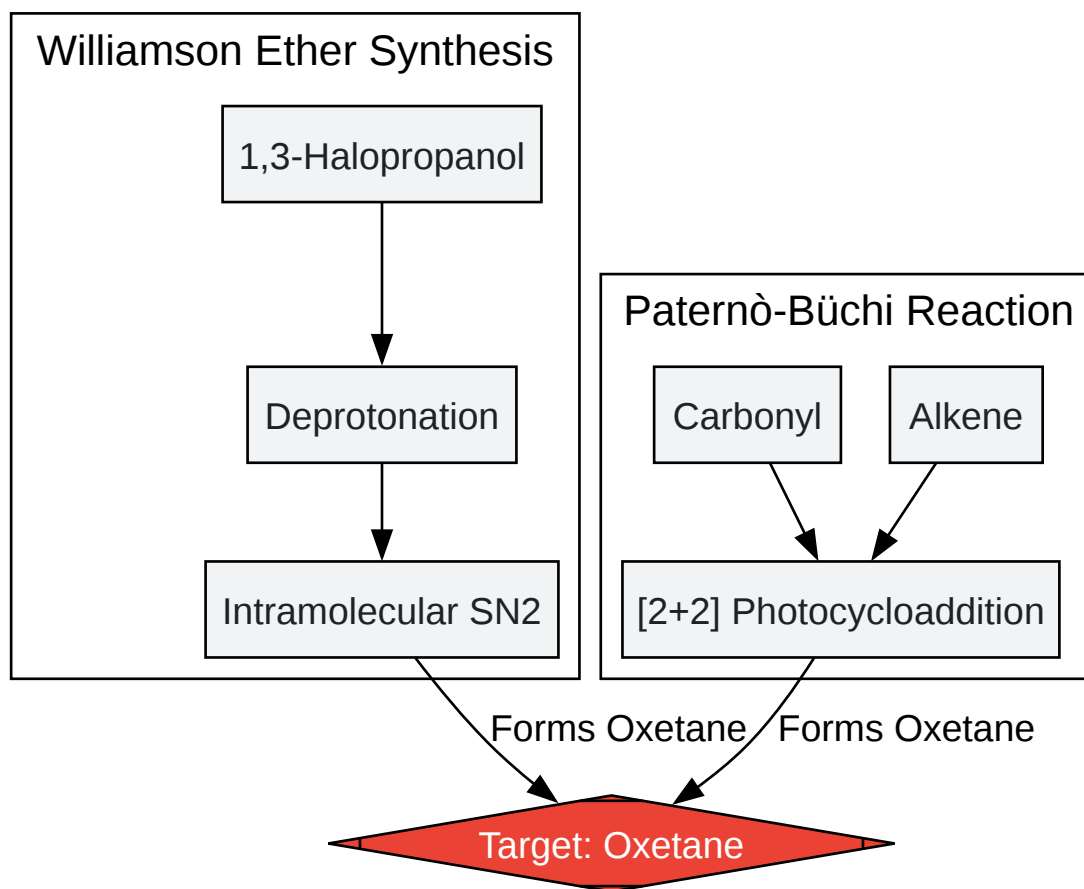 Williamson Ether Synthesis
1,3-Halopropanol
Deprotonation
Intramolecular SN2
Paternò-Büchi Reaction
Carbonyl
Alkene
[2+2] Photocycloaddition
Forms Oxetane
Forms Oxetane
Target: Oxetane